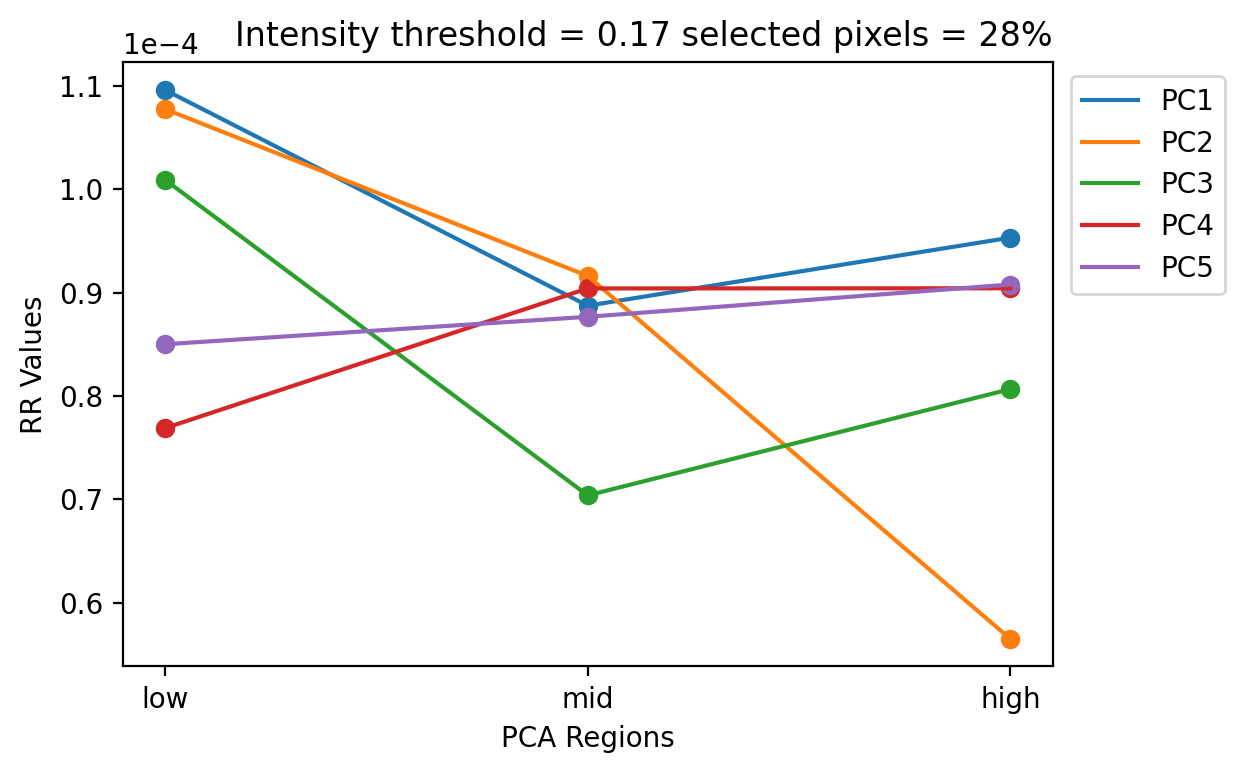 Intensity threshold = 0.17 selected pixels = 28%
1e−4
1.1
1.0
0.9
0.8
0.7
0.6
RR Values
low
mid
high
PCA Regions
PC1
PC2
PC3
PC4
PC5